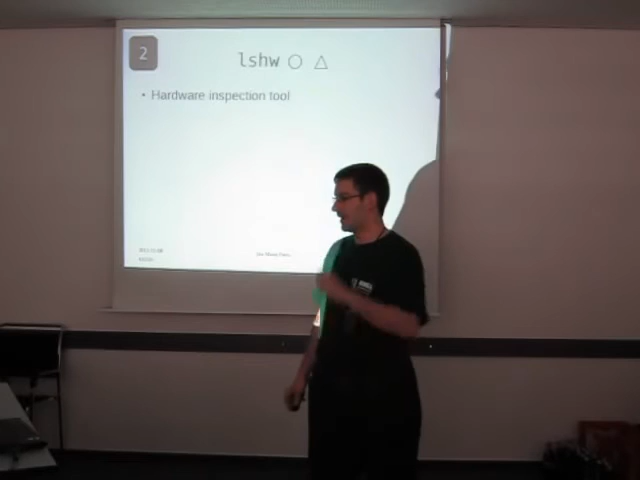 2
lshw ○ △
• Hardware inspection tool